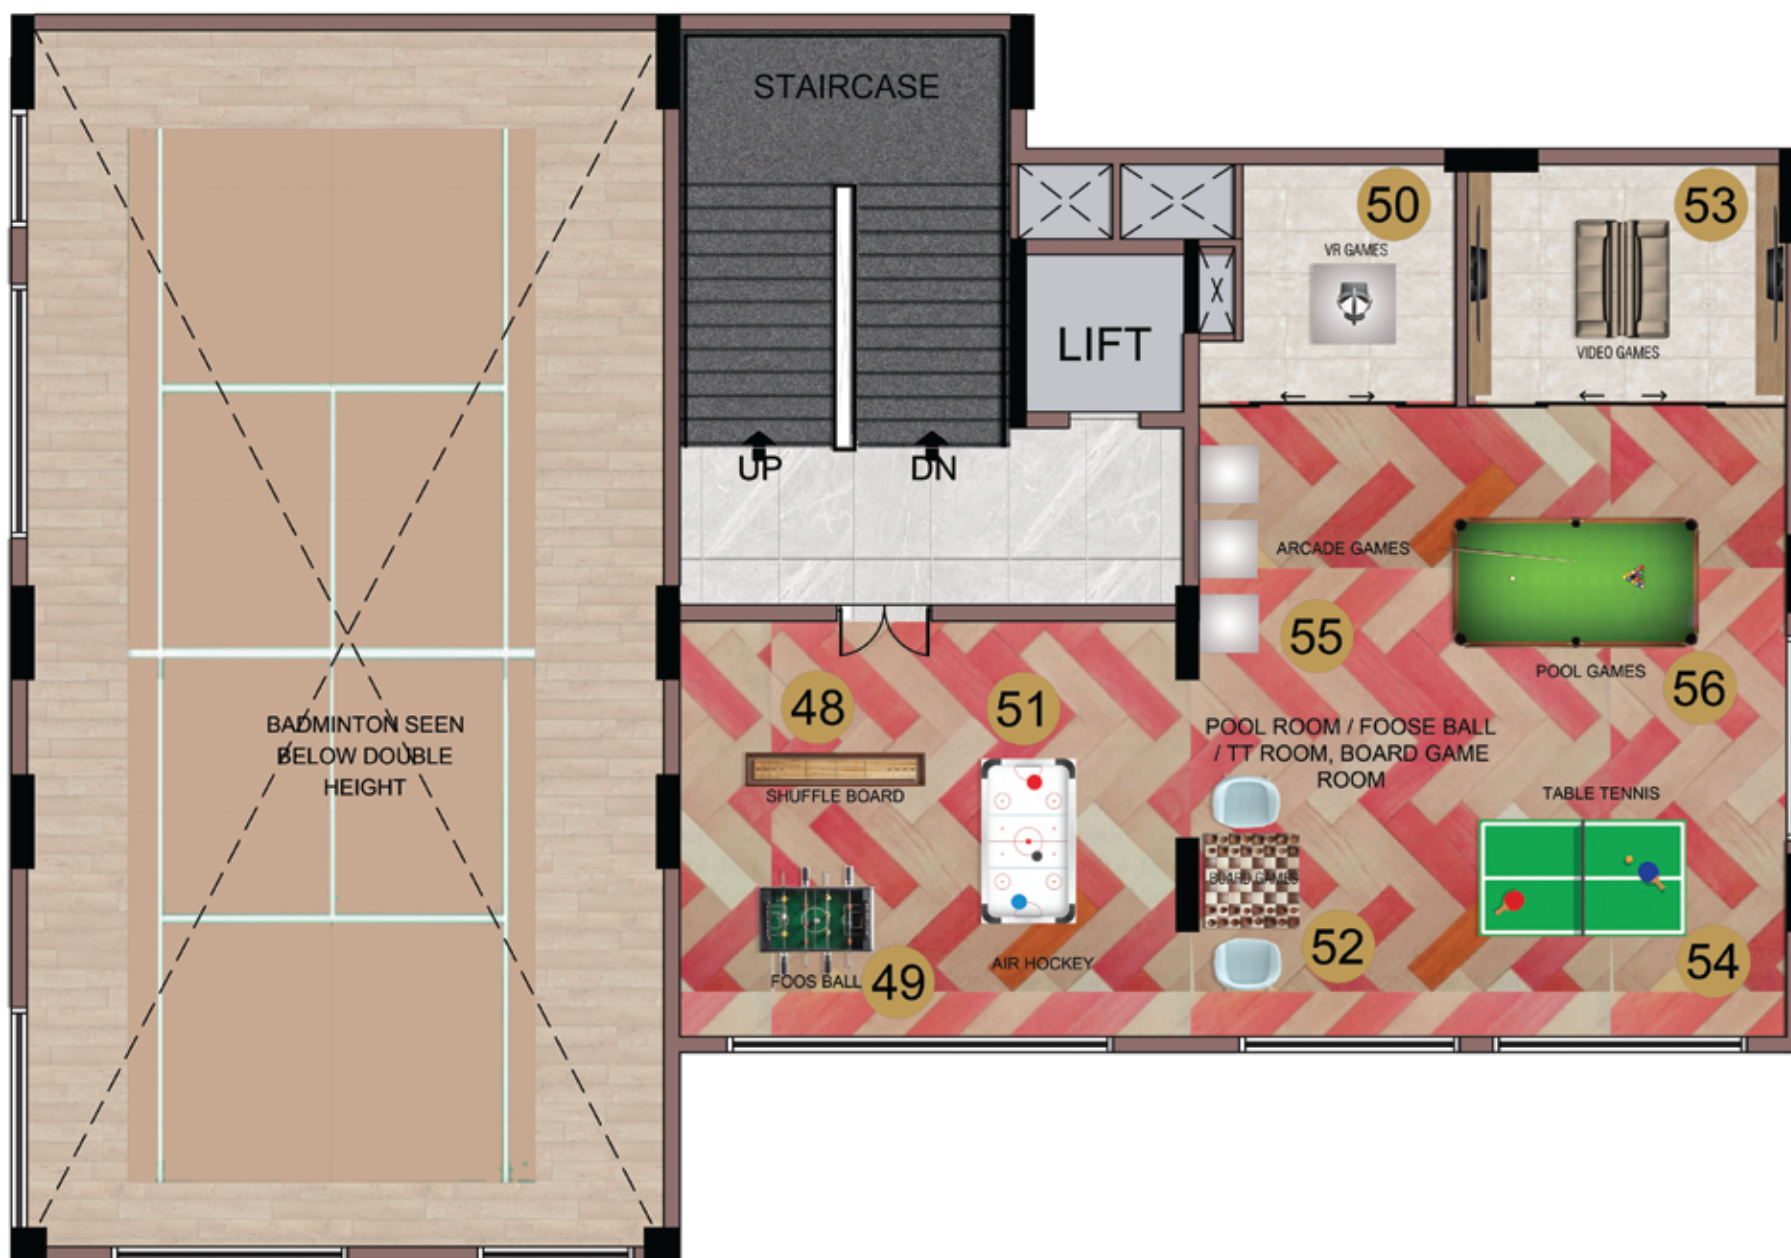 STAIRCASE
50
53
VR GAMES
LIFT
VIDEO GAMES
UP
DN
ARCADE GAMES
55
POOL GAMES
56
48
51
POOL ROOM / FOOSE BALL
/ TT ROOM, BOARD GAME
ROOM
BADMINTON SEEN
BELOW DOUBLE
HEIGHT
SHUFFLE BOARD
TABLE TENNIS
BOARD GAMES
52
54
AIR HOCKEY
FOOS BALL
49